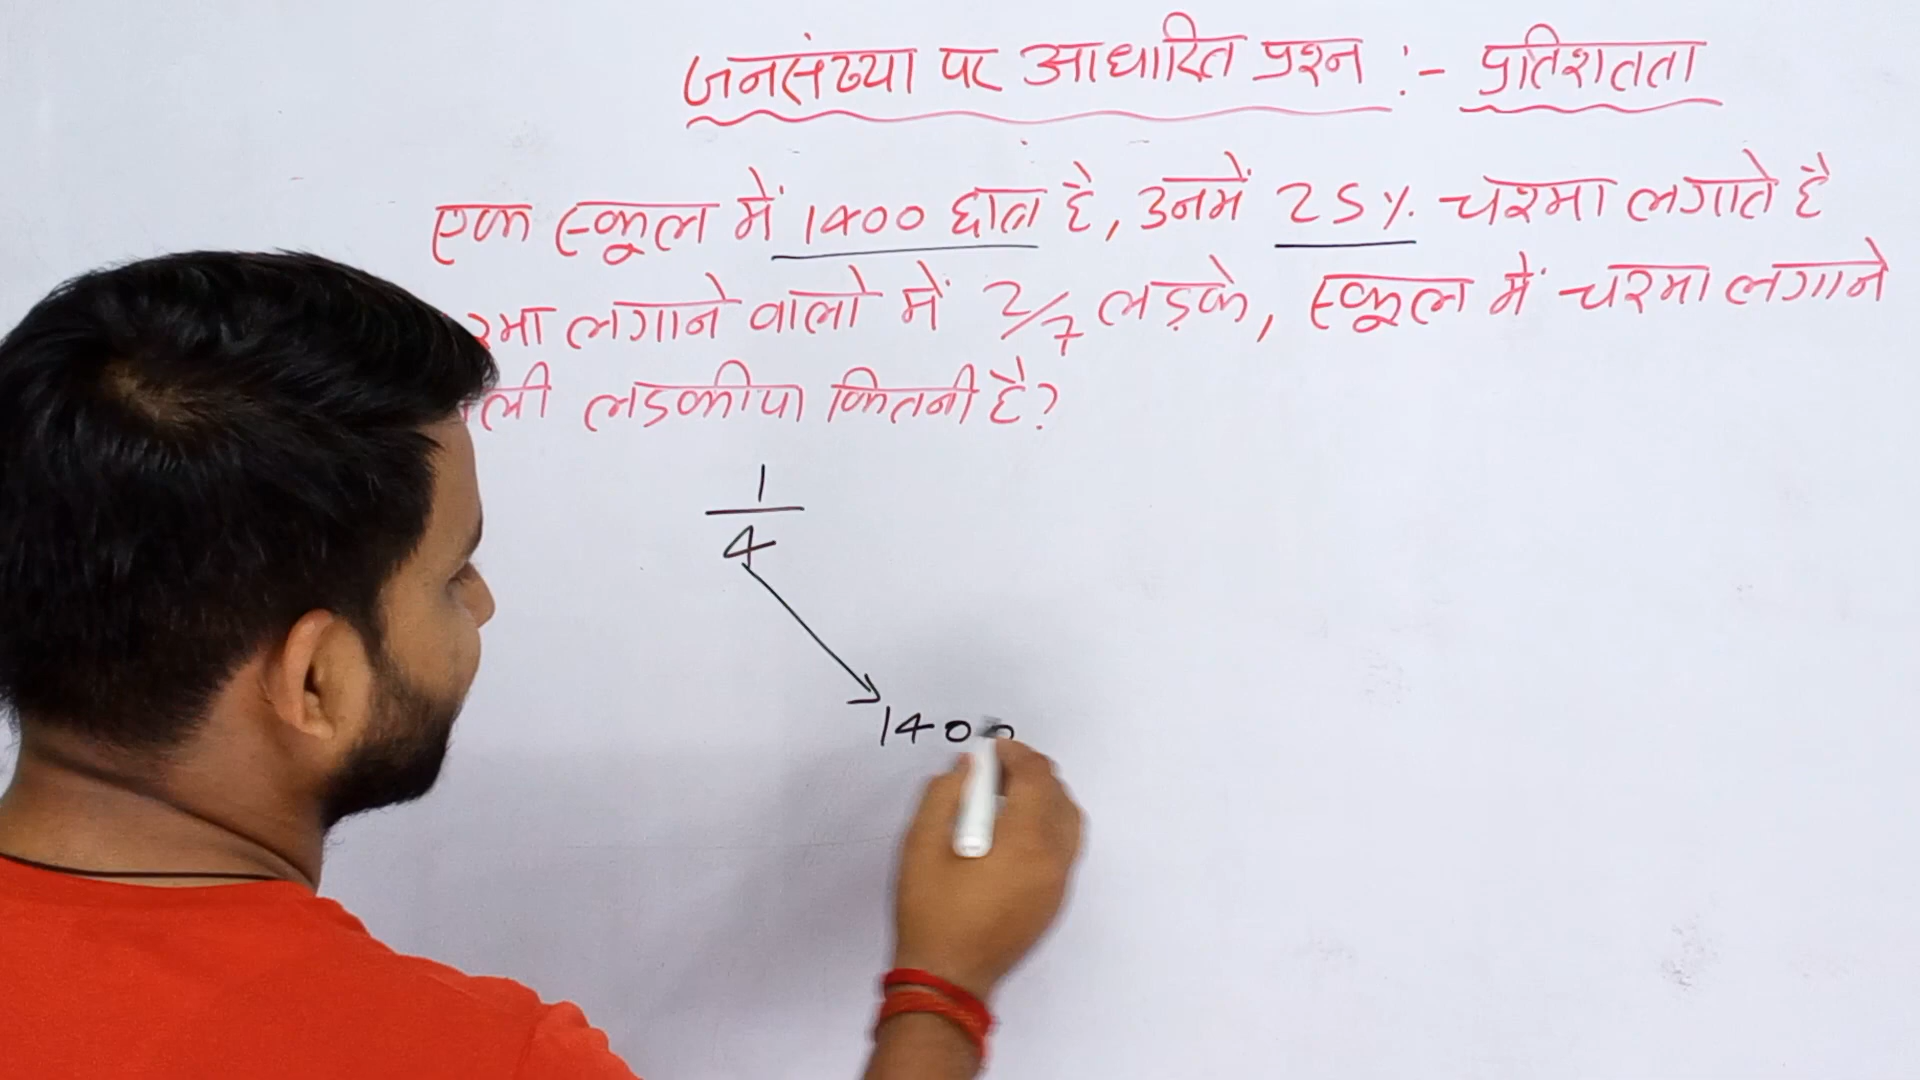 जनसंख्या पर आधारित प्रश्न :- प्रतिशतता
एक स्कूल में 1400 छात्र है, उनमें 25% चश्मा लगाते है
लगाने वालो में 2/7 लड़के, स्कूल में चश्मा लगाने
लडकीया कितनी है?
1
4
1400